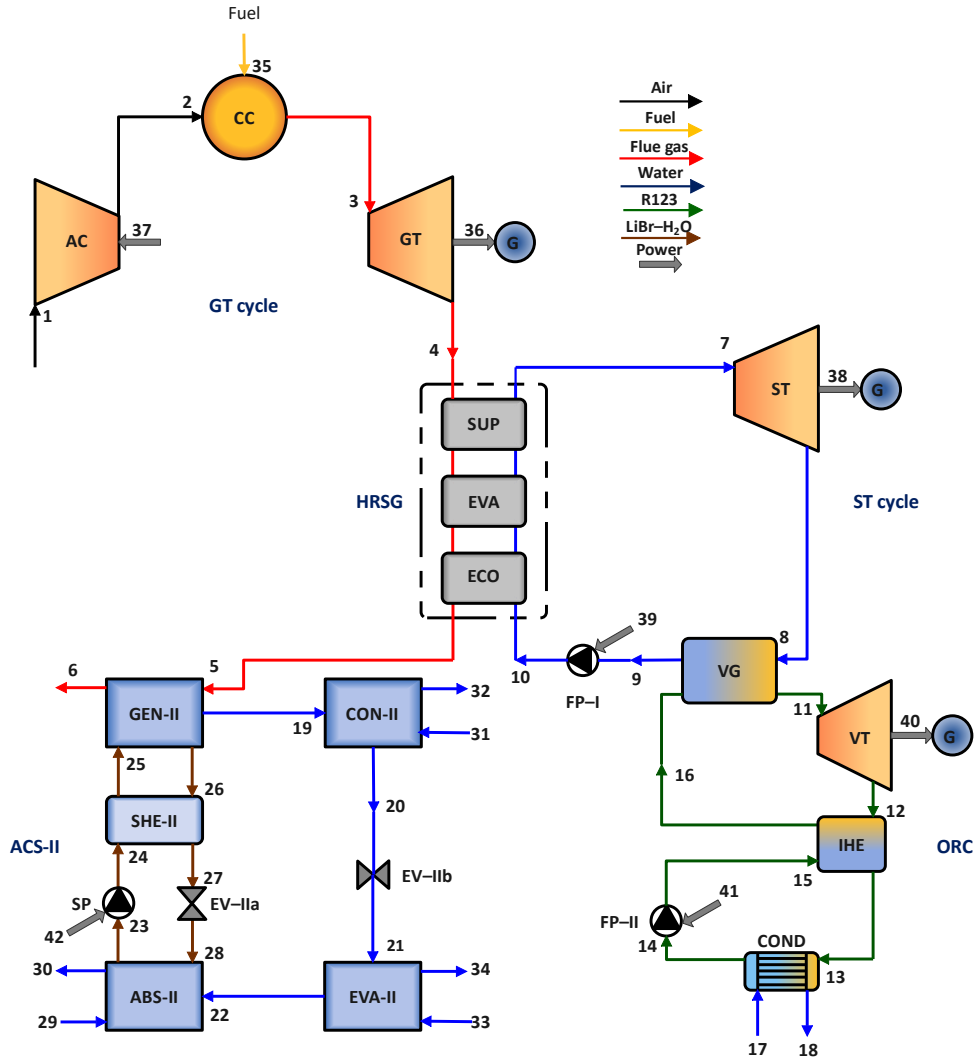 Fuel
35
2
CC
Air
Fuel
Flue gas
Water
R123
LiBr–H2O
Power
3
AC
37
GT
36
G
1
GT cycle
4
7
ST
38
G
SUP
HRSG
EVA
ST cycle
ECO
39
8
VG
10
9
FP–I
6
5
32
GEN-II
19
CON-II
31
11
VT
40
G
25
26
16
20
12
SHE-II
IHE
ORC
ACS-II
24
27
EV–IIb
15
SP
EV–IIa
41
42
23
FP–II
14
COND
28
21
13
30
34
ABS-II
22
EVA-II
29
33
17
18